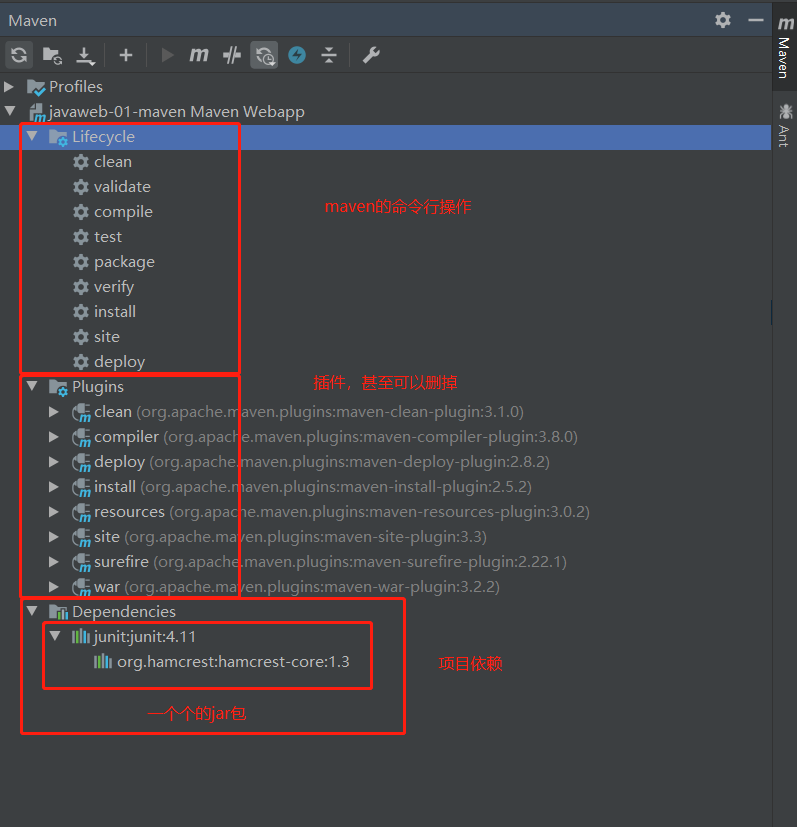 Maven
Profiles
javaweb-01-maven Maven Webapp
Lifecycle
clean
validate
compile
maven的命令行操作
test
package
verify
install
site
deploy
Plugins
插件，甚至可以删掉
clean (org.apache.maven.plugins:maven-clean-plugin:3.1.0)
compiler (org.apache.maven.plugins:maven-compiler-plugin:3.8.0)
deploy (org.apache.maven.plugins:maven-deploy-plugin:2.8.2)
install (org.apache.maven.plugins:maven-install-plugin:2.5.2)
resources (org.apache.maven.plugins:maven-resources-plugin:3.0.2)
site (org.apache.maven.plugins:maven-site-plugin:3.3)
surefire (org.apache.maven.plugins:maven-surefire-plugin:2.22.1)
war (org.apache.maven.plugins:maven-war-plugin:3.2.2)
Dependencies
junit:junit:4.11
org.hamcrest:hamcrest-core:1.3
项目依赖
一个个的jar包
m Maven
Ant